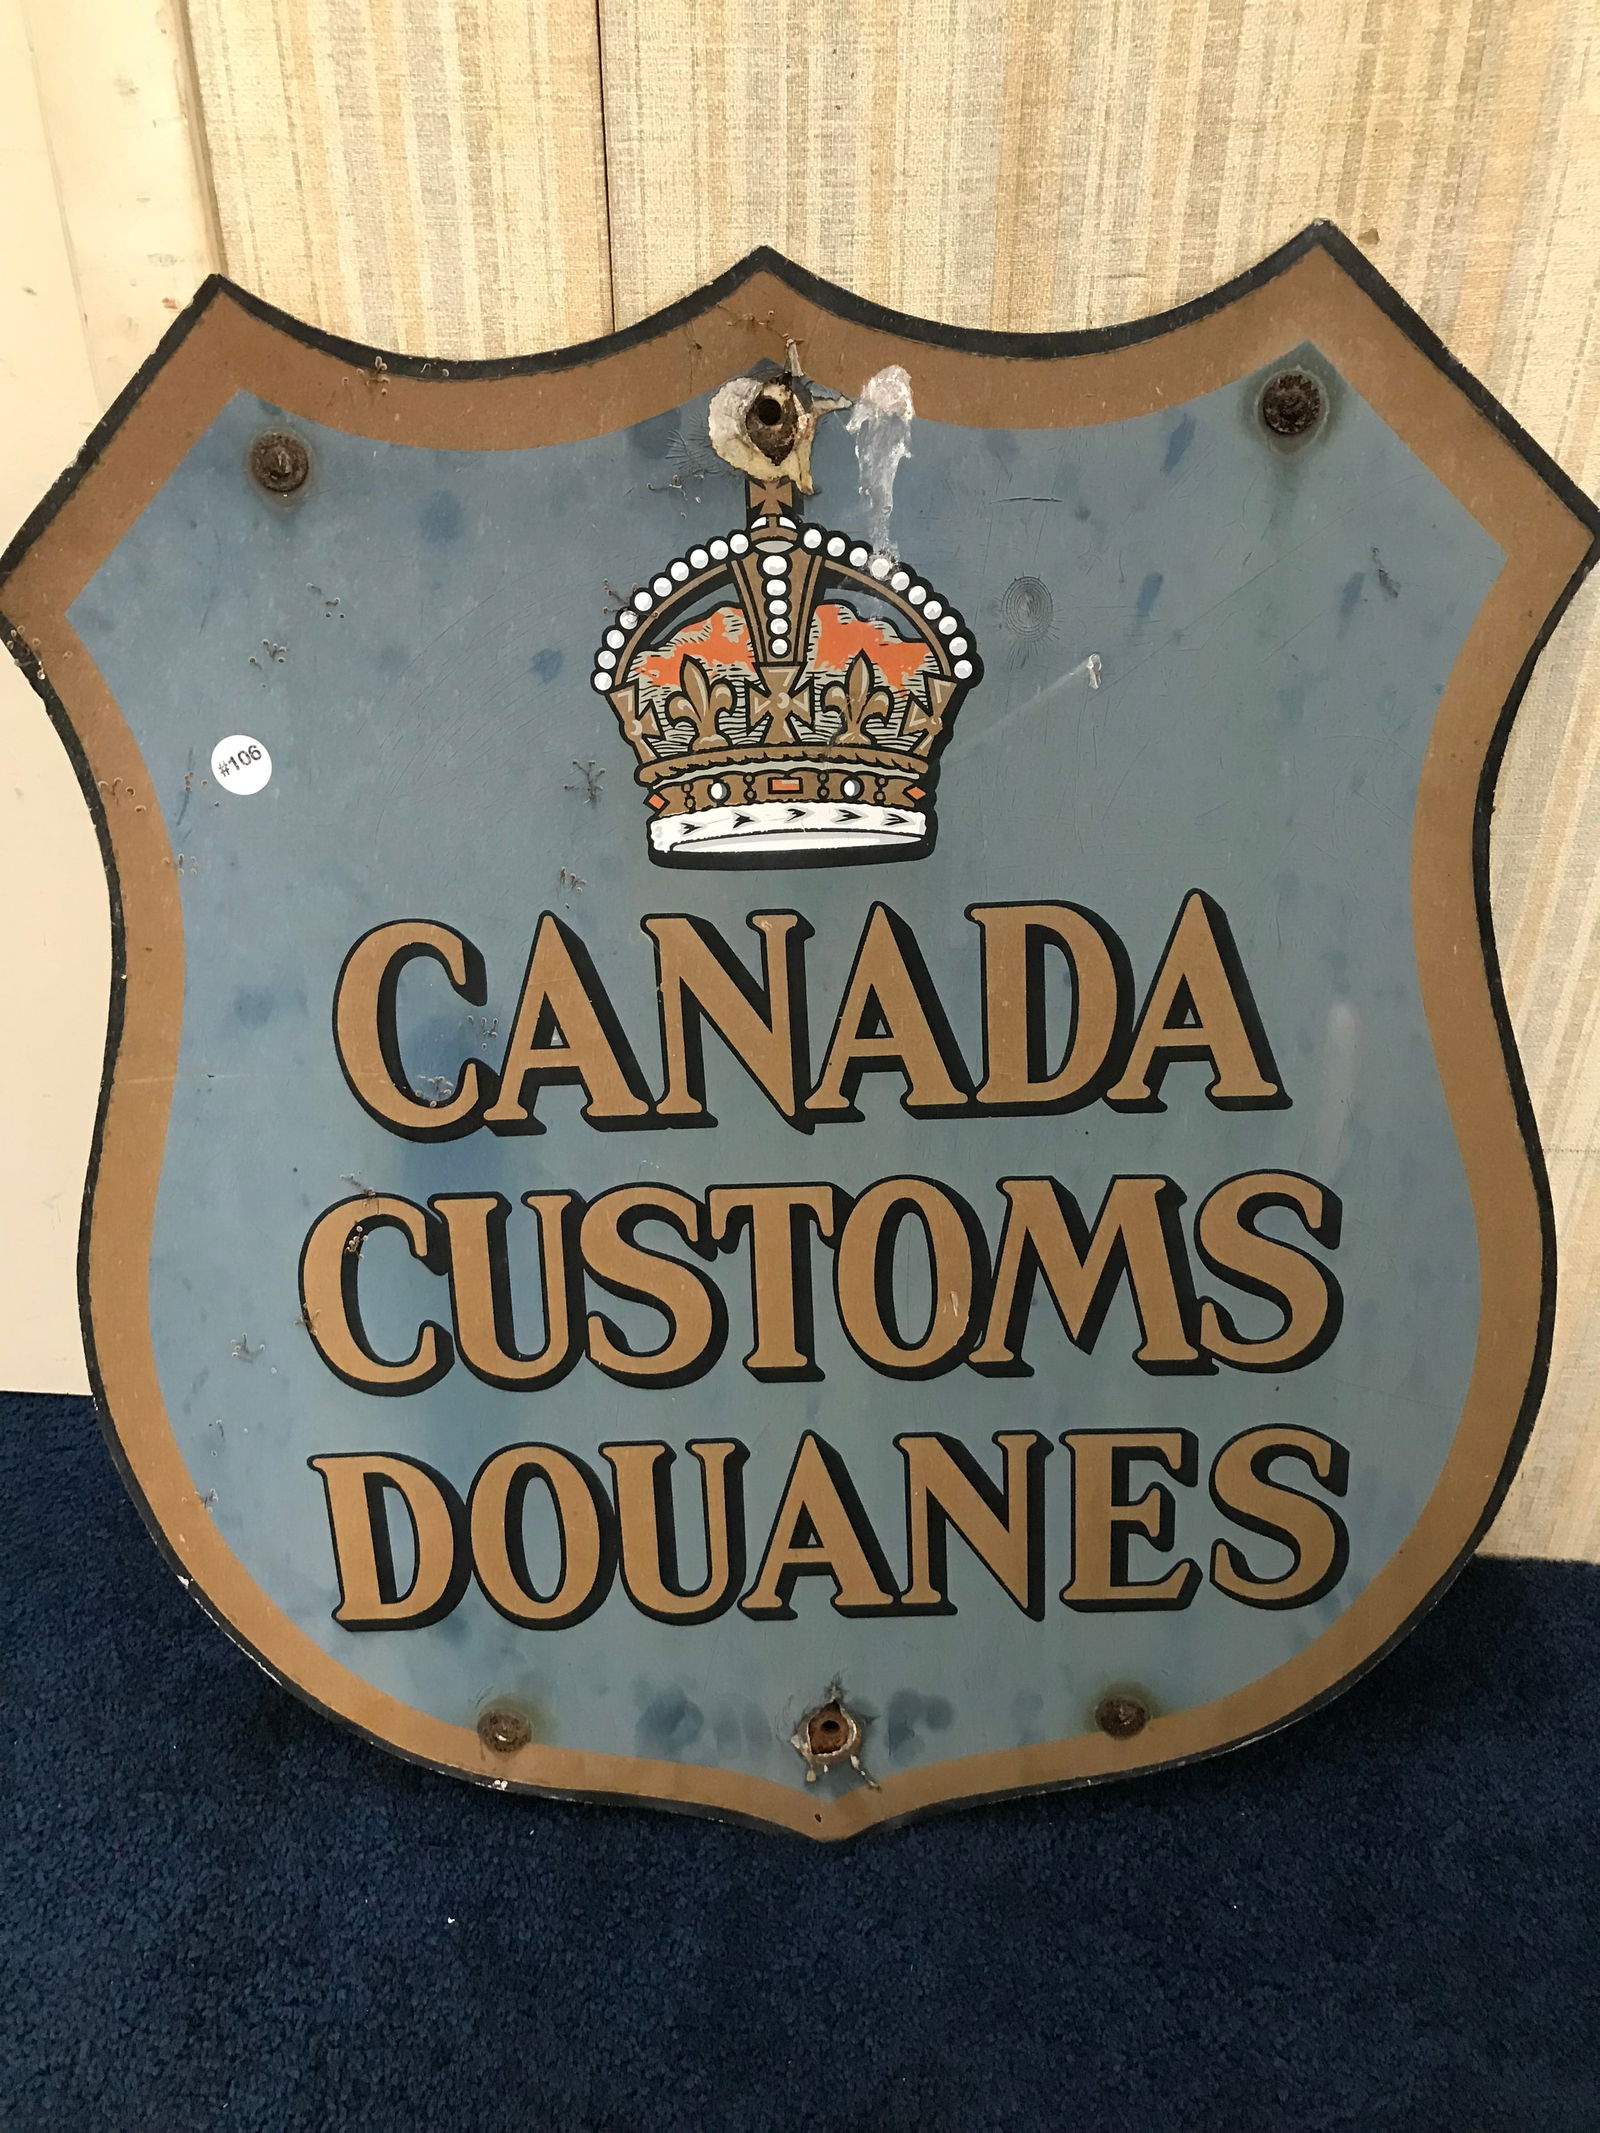 #106
CANADA
CUSTOMS
DOUANES